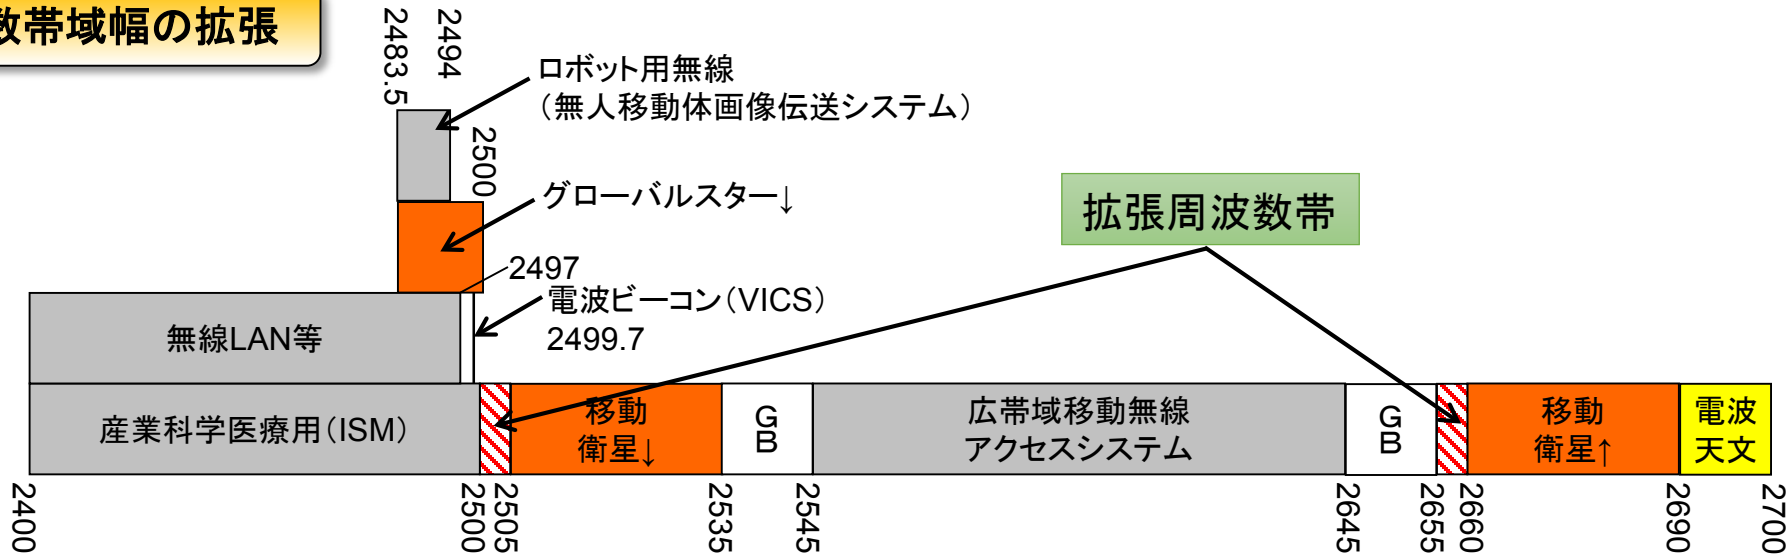 数帯域幅の拡張
2483.5
2494
ロボット用無線
（無人移動体画像伝送システム）
2500
グローバルスター↓
拡張周波数帯
2497
電波ビーコン（VICS）
2499.7
無線LAN等
産業科学医療用（ISM）
移動
衛星↓
GB
広帯域移動無線
アクセスシステム
GB
移動
衛星↑
電波
天文
2400
2500
2505
2535
2545
2645
2655
2660
2690
2700